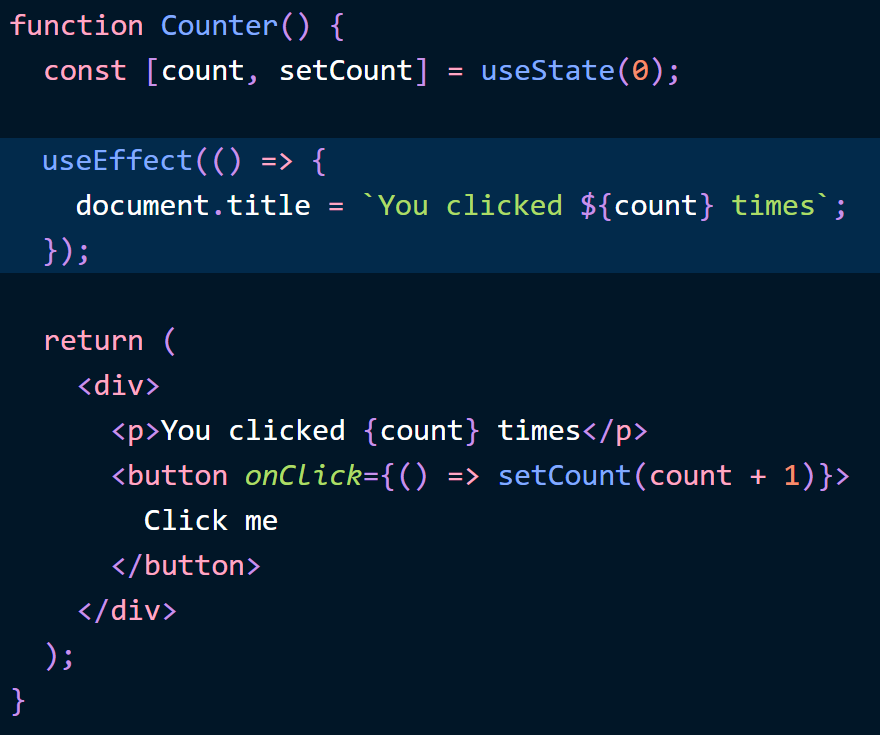 function Counter() {
  const [count, setCount] = useState(0);

  useEffect(() => {
    document.title = `You clicked ${count} times`;
  });

  return (
    <div>
      <p>You clicked {count} times</p>
      <button onClick={() => setCount(count + 1)}>
        Click me
      </button>
    </div>
  );
}